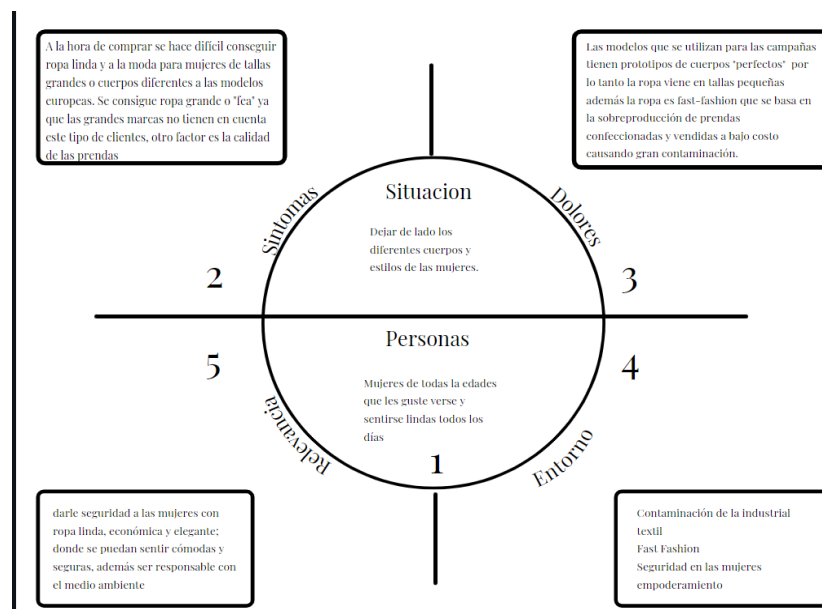 A la hora de comprar se hace difícil conseguir
ropa linda y a la moda para mujeres de tallas
grandes o cuerpos diferentes a las modelos
europeas. Se consigue ropa grande o "fea" ya
que las grandes marcas no tienen en cuenta
este tipo de clientes, otro factor es la calidad
de las prendas
Las modelos que se utilizan para las campañas
tienen prototipos de cuerpos "perfectos" por
lo tanto la ropa viene en tallas pequeñas
además la ropa es fast-fashion que se basa en
la sobreproducción de prendas
confeccionadas y vendidas a bajo costo
causando gran contaminación.
Sintomas
Situacion
Dolores
Dejar de lado los
diferentes cuerpos y
estilos de las mujeres.
2
3
Personas
5
4
Mujeres de todas la edades
que les guste verse y
sentirse lindas todos los
días
Relevancia
1
Entorno
darle seguridad a las mujeres con
ropa linda, económica y elegante;
donde se puedan sentir cómodas y
seguras, además ser responsable con
el medio ambiente
Contaminación de la industrial
textil
Fast Fashion
Seguridad en las mujeres
empoderamiento